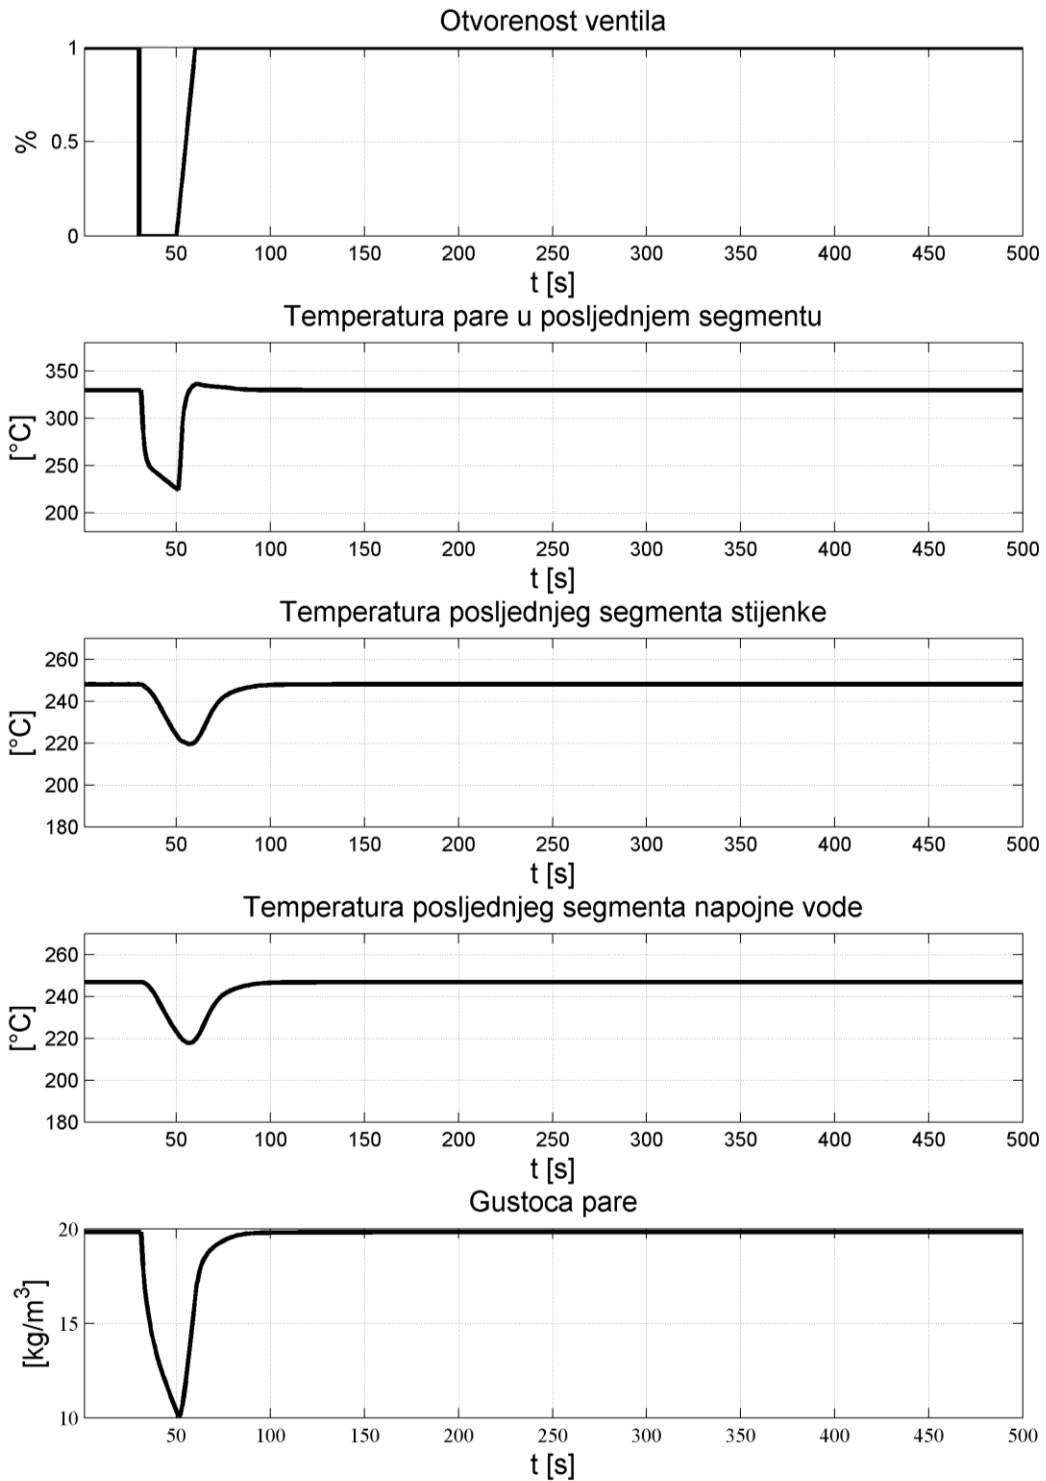 Otvorenost ventila
1
0.5
0
%
50 100 150 200 250 300 350 400 450 500
t [s]
Temperatura pare u posljednjem segmentu
350
300
250
200
[°C]
50 100 150 200 250 300 350 400 450 500
t [s]
Temperatura posljednjeg segmenta stijenke
260
240
220
200
180
[°C]
50 100 150 200 250 300 350 400 450 500
t [s]
Temperatura posljednjeg segmenta napojne vode
260
240
220
200
180
[°C]
50 100 150 200 250 300 350 400 450 500
t [s]
Gustoca pare
20
15
10
[kg/m³]
50 100 150 200 250 300 350 400 450 500
t [s]